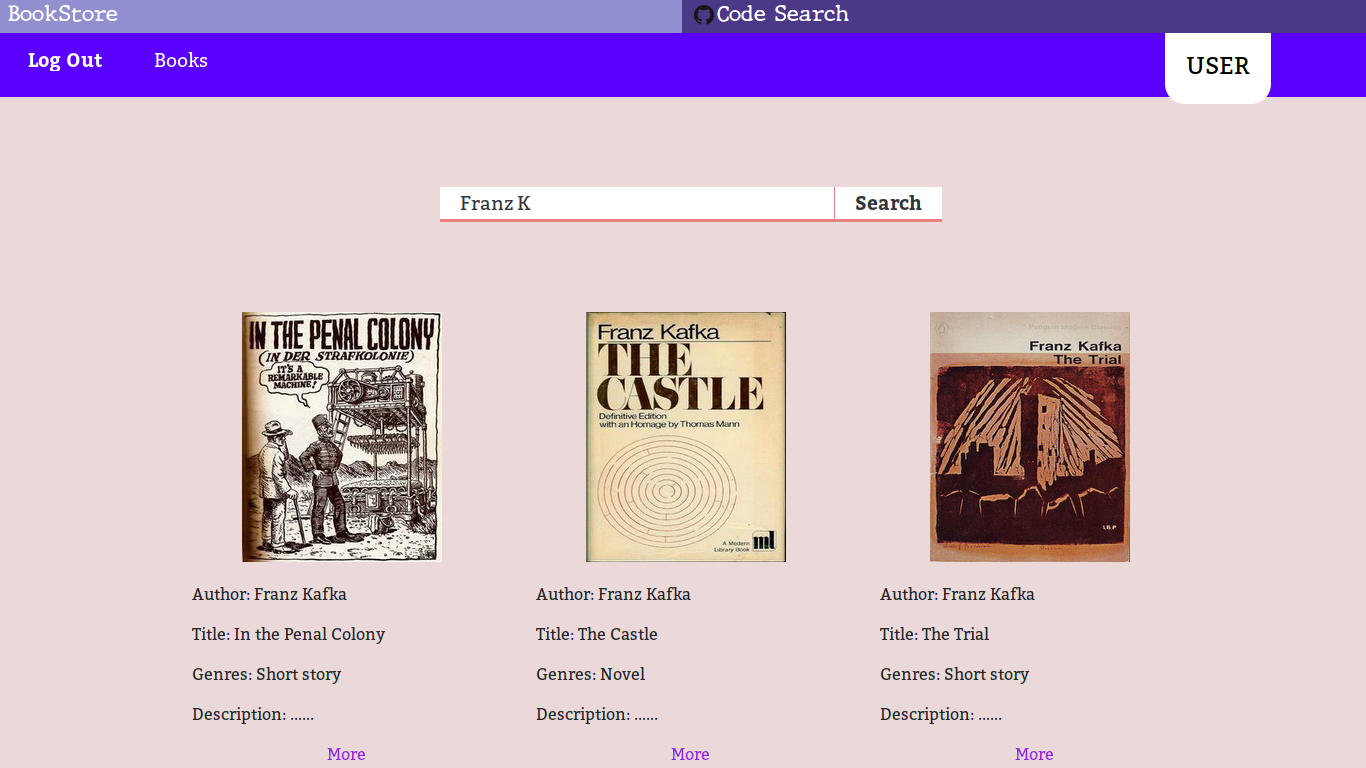 BookStore
Code Search
Log Out
Books
USER
Franz K
Search
IN THE PENAL COLONY
(IN DER STRAFKOLONIE)
IT'S A
REMARKABLE
MACHINE!
Author: Franz Kafka
Title: In the Penal Colony
Genres: Short story
Description: ......
More
Franz Kafka
THE
CASTLE
Definitive Edition
with an Homage by Thomas Mann
A Modern
Library Book
ml
Author: Franz Kafka
Title: The Castle
Genres: Novel
Description: ......
More
Penguin Modern Classics
Franz Kafka
The Trial
Author: Franz Kafka
Title: The Trial
Genres: Short story
Description: ......
More